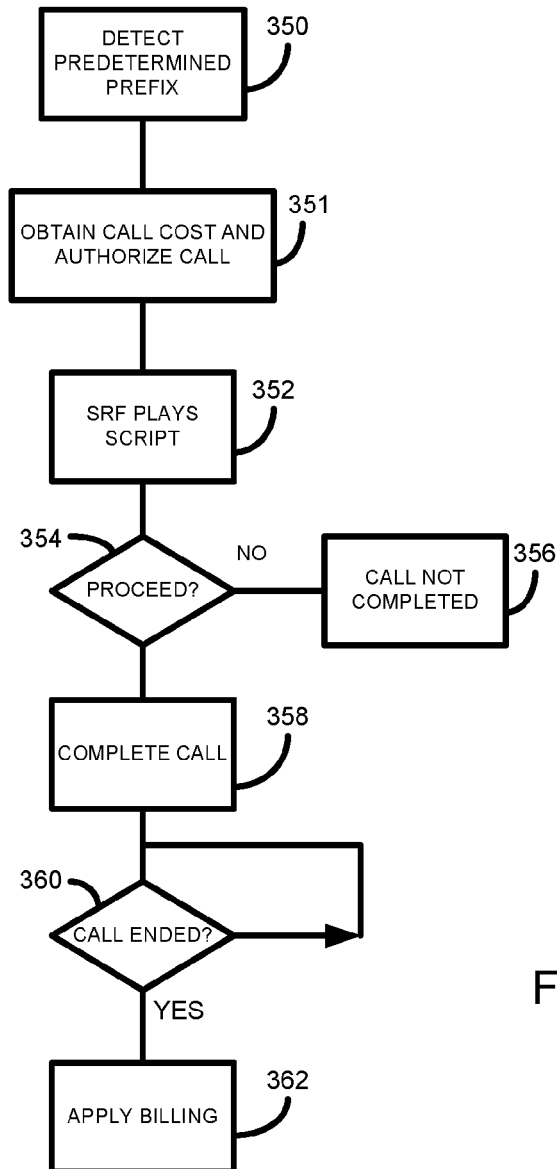 DETECT
PREDETERMINED
PREFIX
350
OBTAIN CALL COST AND
AUTHORIZE CALL
351
SRF PLAYS
SCRIPT
352
354
PROCEED?
NO
CALL NOT
COMPLETED
356
COMPLETE CALL
358
360
CALL ENDED?
YES
F
APPLY BILLING
362